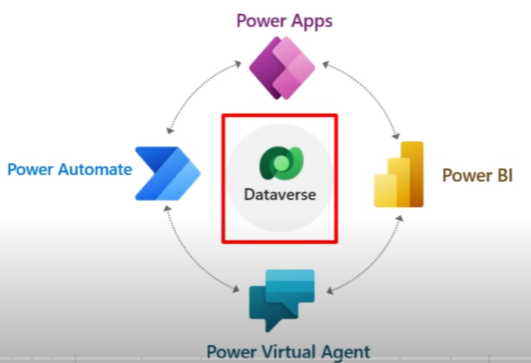 Power Apps
Power Automate
Dataverse
Power BI
Power Virtual Agent